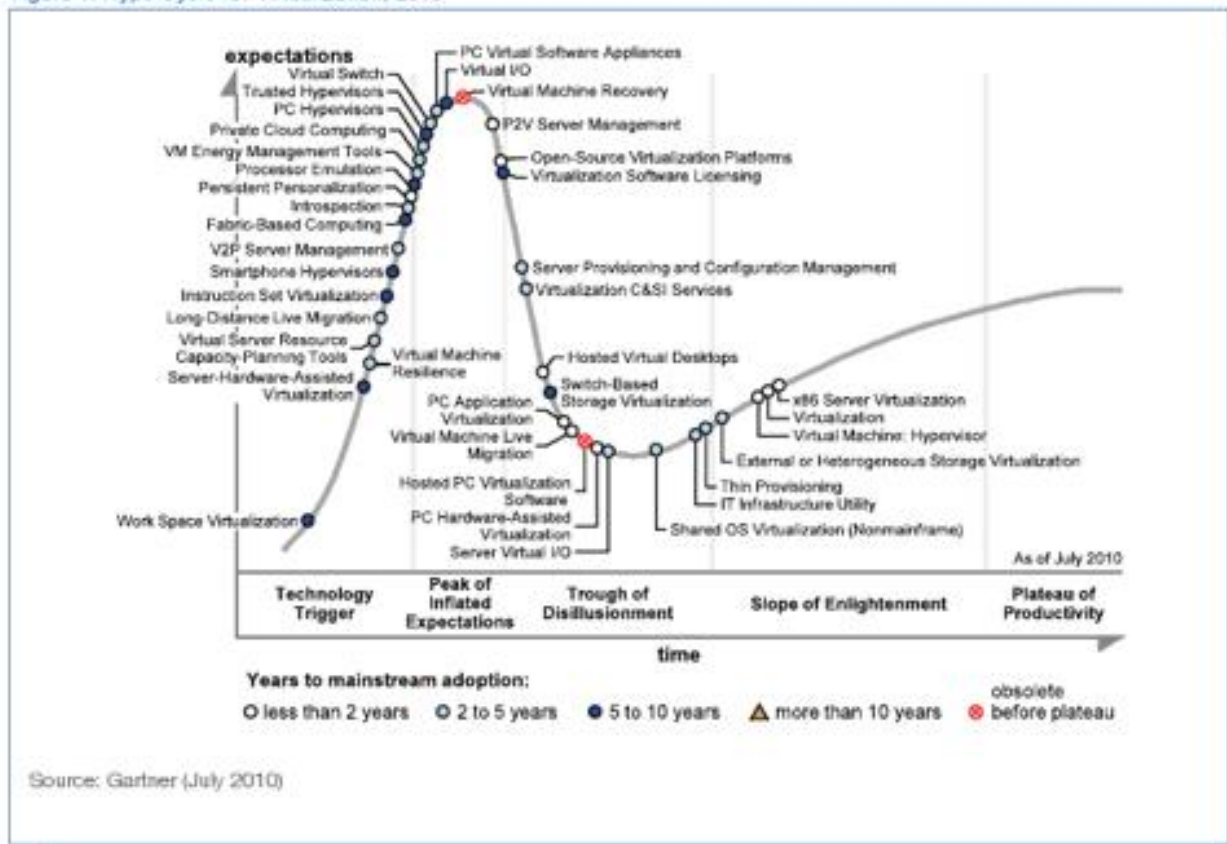 expectations
PC Virtual Software Appliances
Virtual Switch
Virtual I/O
Trusted Hypervisors
Virtual Machine Recovery
PC Hypervisors
P2V Server Management
Private Cloud Computing
VM Energy Management Tools
Open-Source Virtualization Platforms
Processor Emulation
Virtualization Software Licensing
Persistent Personalization
Introspection
Fabric-Based Computing
V2P Server Management
Server Provisioning and Configuration Management
Smartphone Hypervisors
Virtualization C&SI Services
Instruction Set Virtualization
Long-Distance Live Migration
Virtual Server Resource
Capacity-Planning Tools
Virtual Machine
Resilience
Hosted Virtual Desktops
Server-Hardware-Assisted
Virtualization
Switch-Based
Storage Virtualization
PC Application
Virtualization
x86 Server Virtualization
Virtualization
Virtual Machine Live
Migration
Virtual Machine: Hypervisor
External or Heterogeneous Storage Virtualization
Hosted PC Virtualization
Software
Thin Provisioning
IT Infrastructure Utility
PC Hardware-Assisted
Virtualization
Work Space Virtualization
Shared OS Virtualization (Nonmainframe)
Server Virtual I/O
As of July 2010
Technology
Trigger
Peak of
Inflated
Expectations
Trough of
Disillusionment
Slope of Enlightenment
Plateau of
Productivity
time
Years to mainstream adoption:
less than 2 years
2 to 5 years
5 to 10 years
more than 10 years
obsolete
before plateau
Source: Gartner (July 2010)